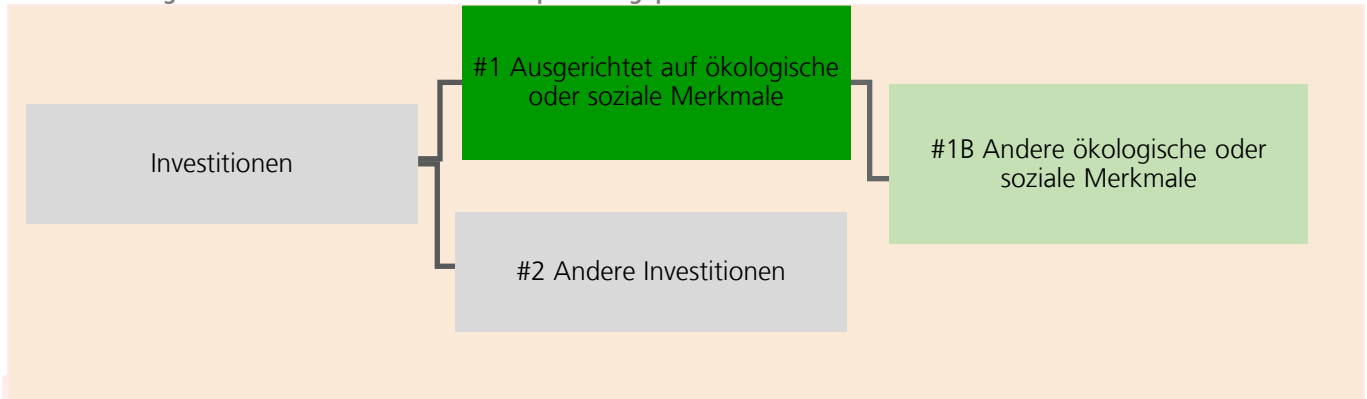 #1 Ausgerichtet auf ökologische
oder soziale Merkmale
Investitionen
#1B Andere ökologische oder
soziale Merkmale
#2 Andere Investitionen